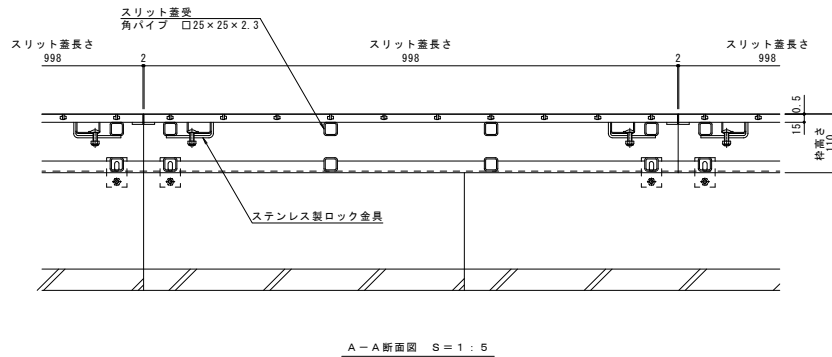 スリット蓋受
角パイプ 口25×25×2.3
スリット蓋長さ
998
2
スリット蓋長さ
998
2
スリット蓋長さ
998
0.5
15
枠高さ
110
ステンレス製ロック金具
A-A断面図 S=1:5